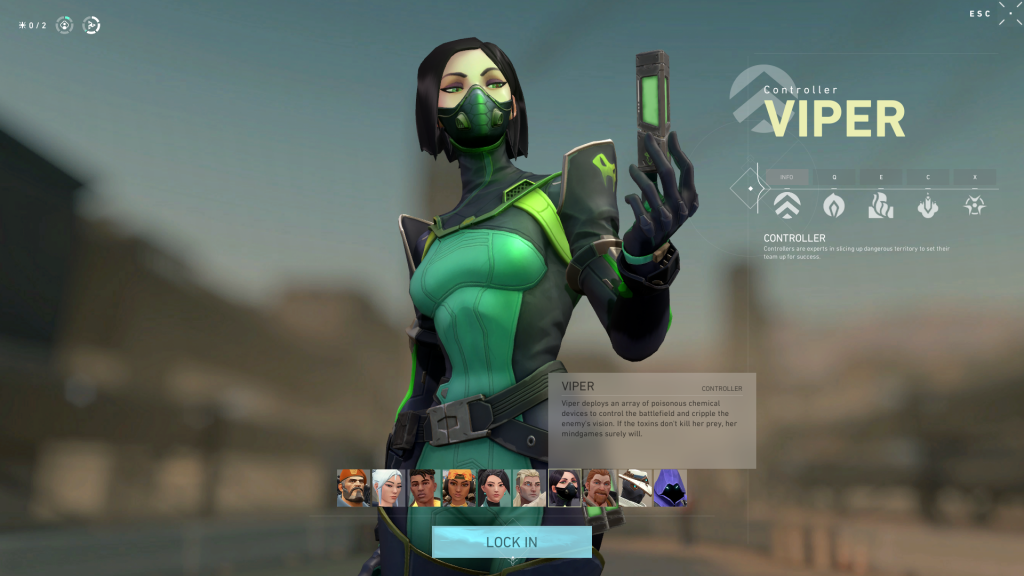 0/2
ESC
Controller
VIPER
INFO
Q
E
C
X
CONTROLLER
Controllers are experts in slicing up dangerous territory to set their
team up for success.
VIPER
CONTROLLER
Viper deploys an array of poisonous chemical
devices to control the battlefield and cripple the
enemy's vision. If the toxins don't kill her prey, her
mindgames surely will.
LOCK IN